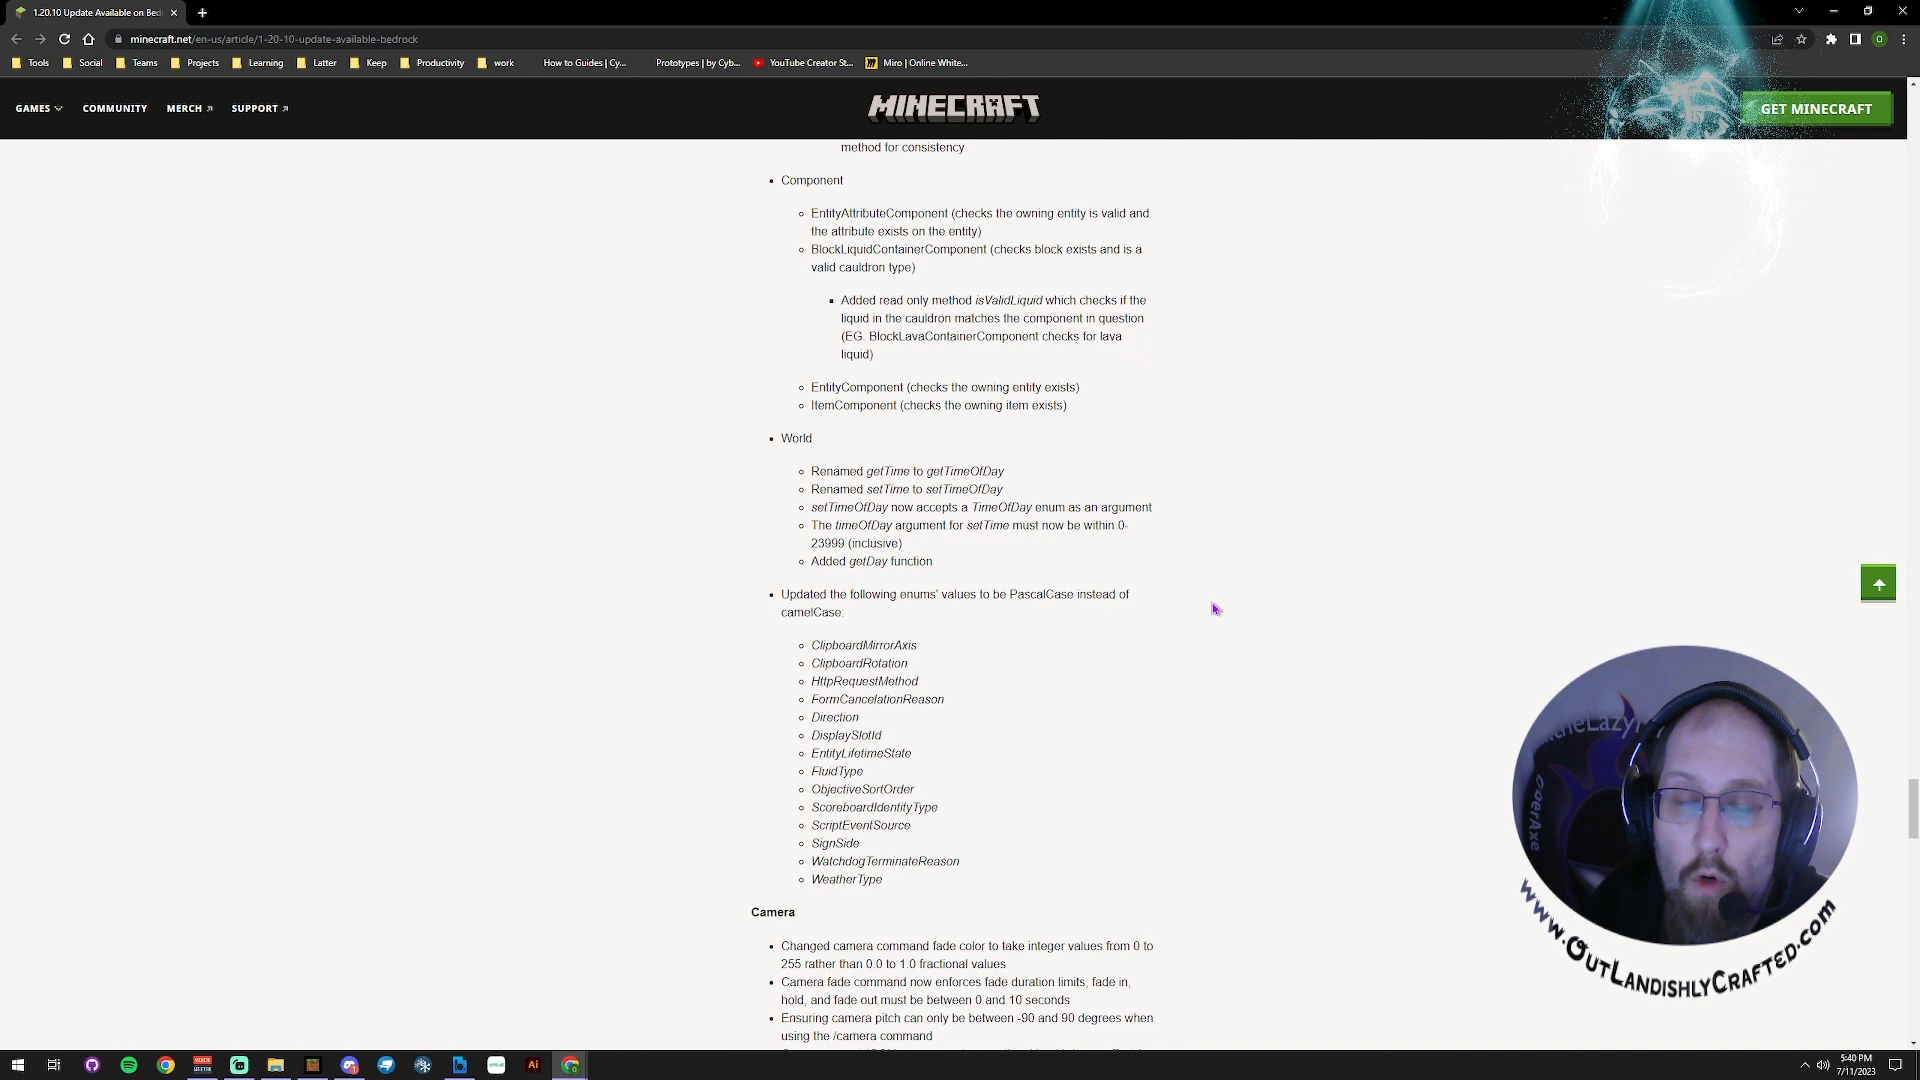 1.20.10 Update Available on Bedr
minecraft.net/en-us/article/1-20-10-update-available-bedrock
Tools Social Teams Projects Learning Latter Keep Productivity work How to Guides | Cy... Prototypes | by Cyb... YouTube Creator St... Miro | Online White...
GAMES COMMUNITY MERCH SUPPORT MINECRAFT GET MINECRAFT
method for consistency
Component
EntityAttributeComponent (checks the owning entity is valid and
the attribute exists on the entity)
BlockLiquidContainerComponent (checks block exists and is a
valid cauldron type)
Added read only method isValidLiquid which checks if the
liquid in the cauldron matches the component in question
(EG. BlockLavaContainerComponent checks for lava
liquid)
EntityComponent (checks the owning entity exists)
ItemComponent (checks the owning item exists)
World
Renamed getTime to getTimeOfDay
Renamed setTime to setTimeOfDay
setTimeOfDay now accepts a TimeOfDay enum as an argument
The timeOfDay argument for setTime must now be within 0-
23999 (inclusive)
Added getDay function
Updated the following enums' values to be PascalCase instead of
camelCase:
ClipboardMirrorAxis
ClipboardRotation
HttpRequestMethod
FormCancelationReason
Direction
DisplaySlotId
EntityLifetimeState
FluidType
ObjectiveSortOrder
ScoreboardIdentityType
ScriptEventSource
SignSide
WatchdogTerminateReason
WeatherType
Camera
Changed camera command fade color to take integer values from 0 to
255 rather than 0.0 to 1.0 fractional values
Camera fade command now enforces fade duration limits; fade in,
hold, and fade out must be between 0 and 10 seconds
Ensuring camera pitch can only be between -90 and 90 degrees when
using the /camera command
www.OutLandishlyCrafted.com
Ai
5:40 PM
7/11/2023